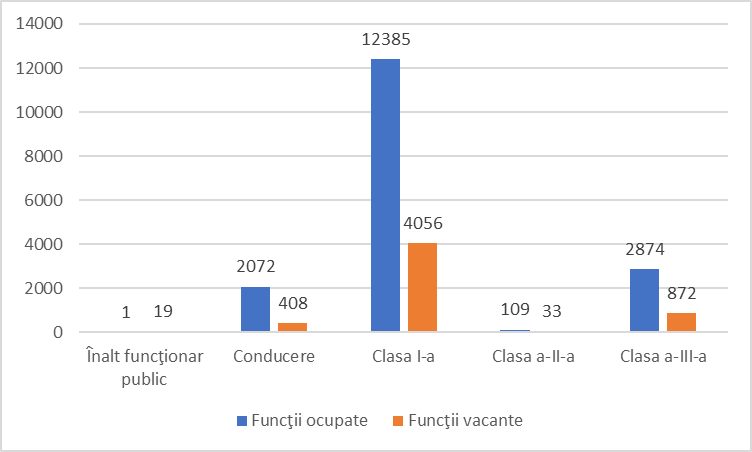 14000
12000
10000
8000
6000
4000
2000
0
1 19
2072 408
12385 4056
109 33
2874 872
Înalt funcţionar
public
Conducere
Clasa I-a
Clasa a-II-a
Clasa a-III-a
Funcţii ocupate Funcţii vacante